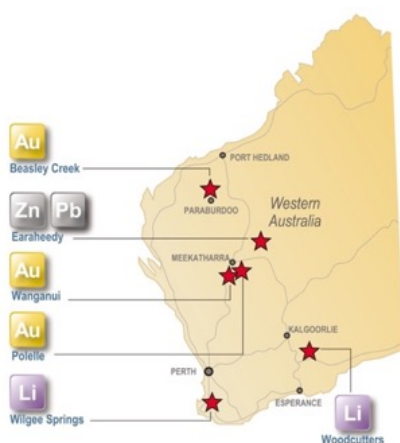 Au
Beasley Creek
PORT HEDLAND
PARABURDOO
Zn Pb
Earaheedy
Western
Australia
MEEKATHARRA
Au
Wanganui
Au
Polelle
KALGOORLIE
PERTH
Li
Wilgee Springs
ESPERANCE
Li
Woodcutters